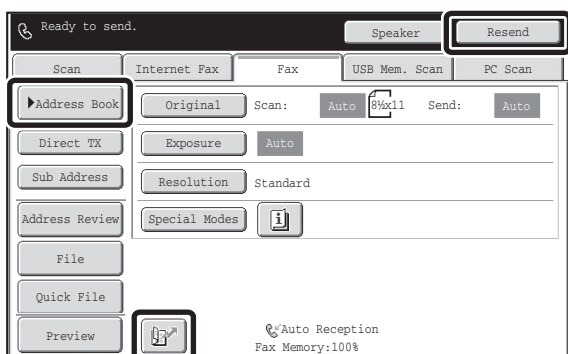 Ready to send.
Speaker
Resend
Scan
Internet Fax
Fax
USB Mem. Scan
PC Scan
Address Book
Original
Scan:
Auto
8½x11
Send:
Auto
Direct TX
Exposure
Auto
Sub Address
Resolution
Standard
Address Review
Special Modes
File
Quick File
Preview
Auto Reception
Fax Memory:100%